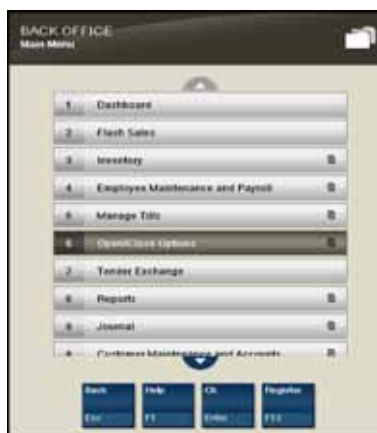 BACK OFFICE
Main Menu
1 Dashboard
2 Flash Sales
3 Inventory
4 Employee Maintenance and Payroll
5 Manage Tills
6 Open/Close Options
7 Tender Exchange
8 Reports
9 Journal
Customer Maintenance and Accounts
Back Help Ok Register
Esc F1 Enter